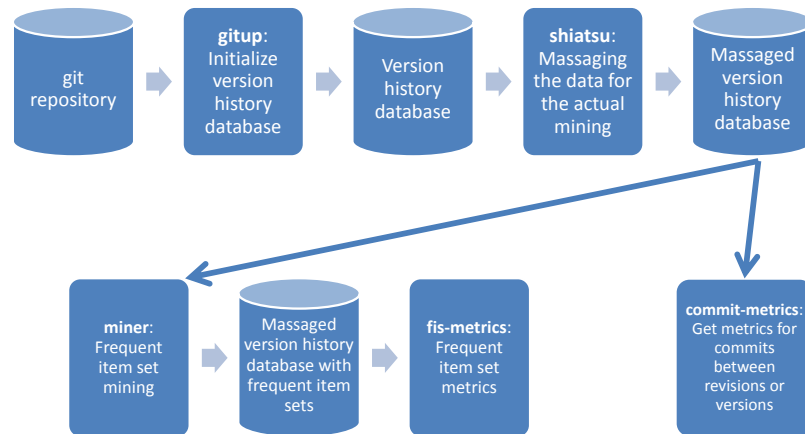 git
repository
gitup:
Initialize
version
history
database
Version
history
database
shiatsu:
Massaging
the data for
the actual
mining
Massaged
version
history
database
miner:
Frequent
item set
mining
Massaged
version history
database with
frequent item
sets
fis-metrics:
Frequent
item set
metrics
commit-metrics:
Get metrics for
commits
between
revisions or
versions